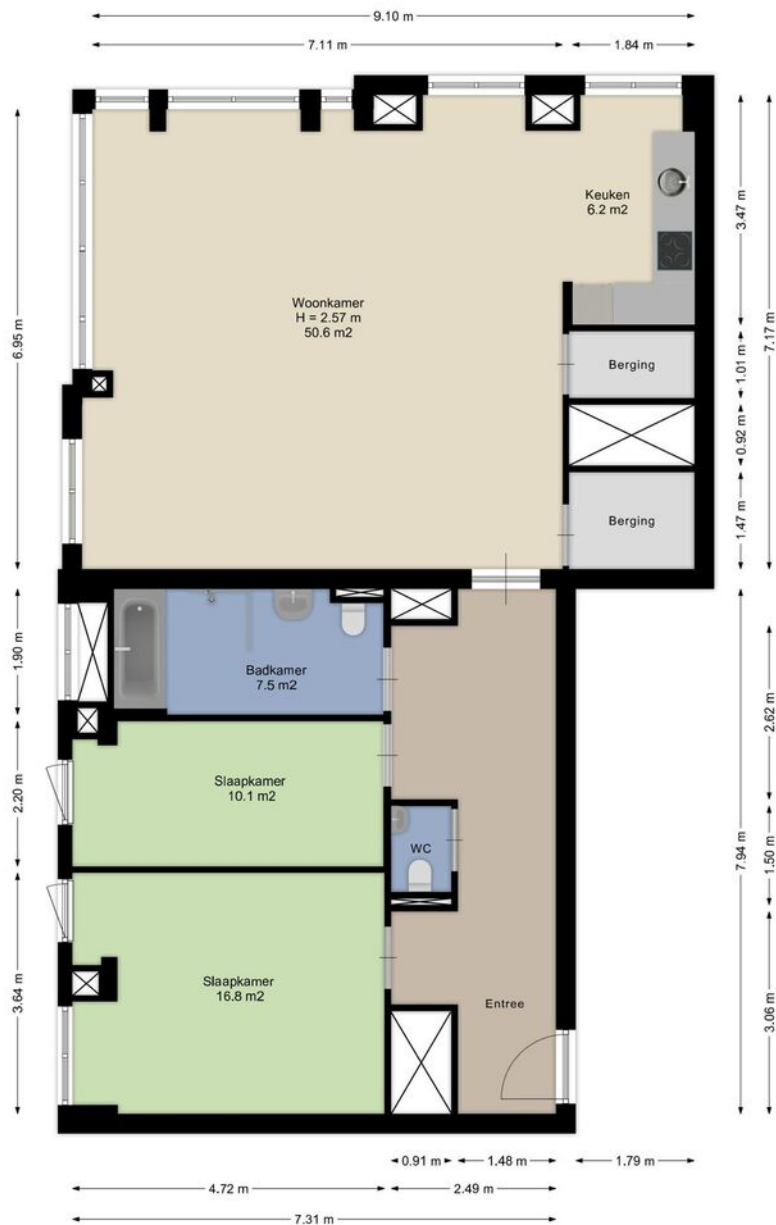 9.10 m
7.11 m
1.84 m
Keuken
6.2 m2
3.47 m
Woonkamer
H = 2.57 m
50.6 m2
6.95 m
7.17 m
Berging
1.01 m
0.92 m
Berging
1.47 m
1.90 m
Badkamer
7.5 m2
2.62 m
Slaapkamer
10.1 m2
2.20 m
WC
1.50 m
7.94 m
Slaapkamer
16.8 m2
3.64 m
Entree
3.06 m
0.91 m
1.48 m
1.79 m
4.72 m
2.49 m
7.31 m